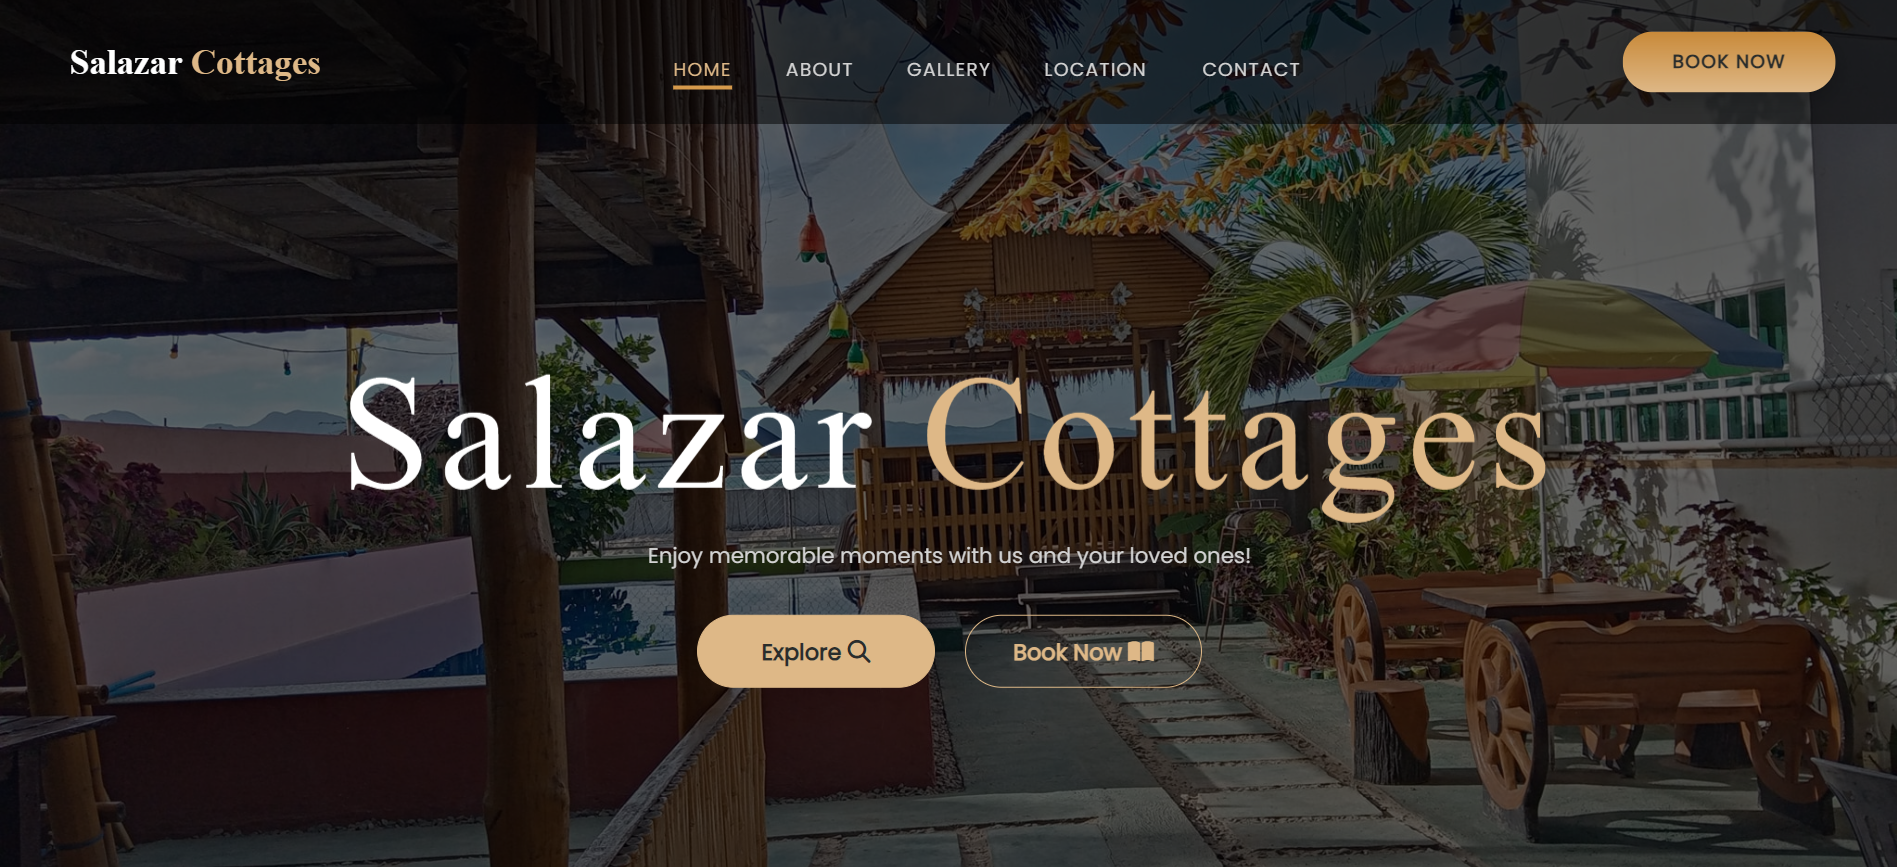 Salazar Cottages
HOME ABOUT GALLERY LOCATION CONTACT
BOOK NOW
Salazar Cottages
Enjoy memorable moments with us and your loved ones!
Explore
Book Now